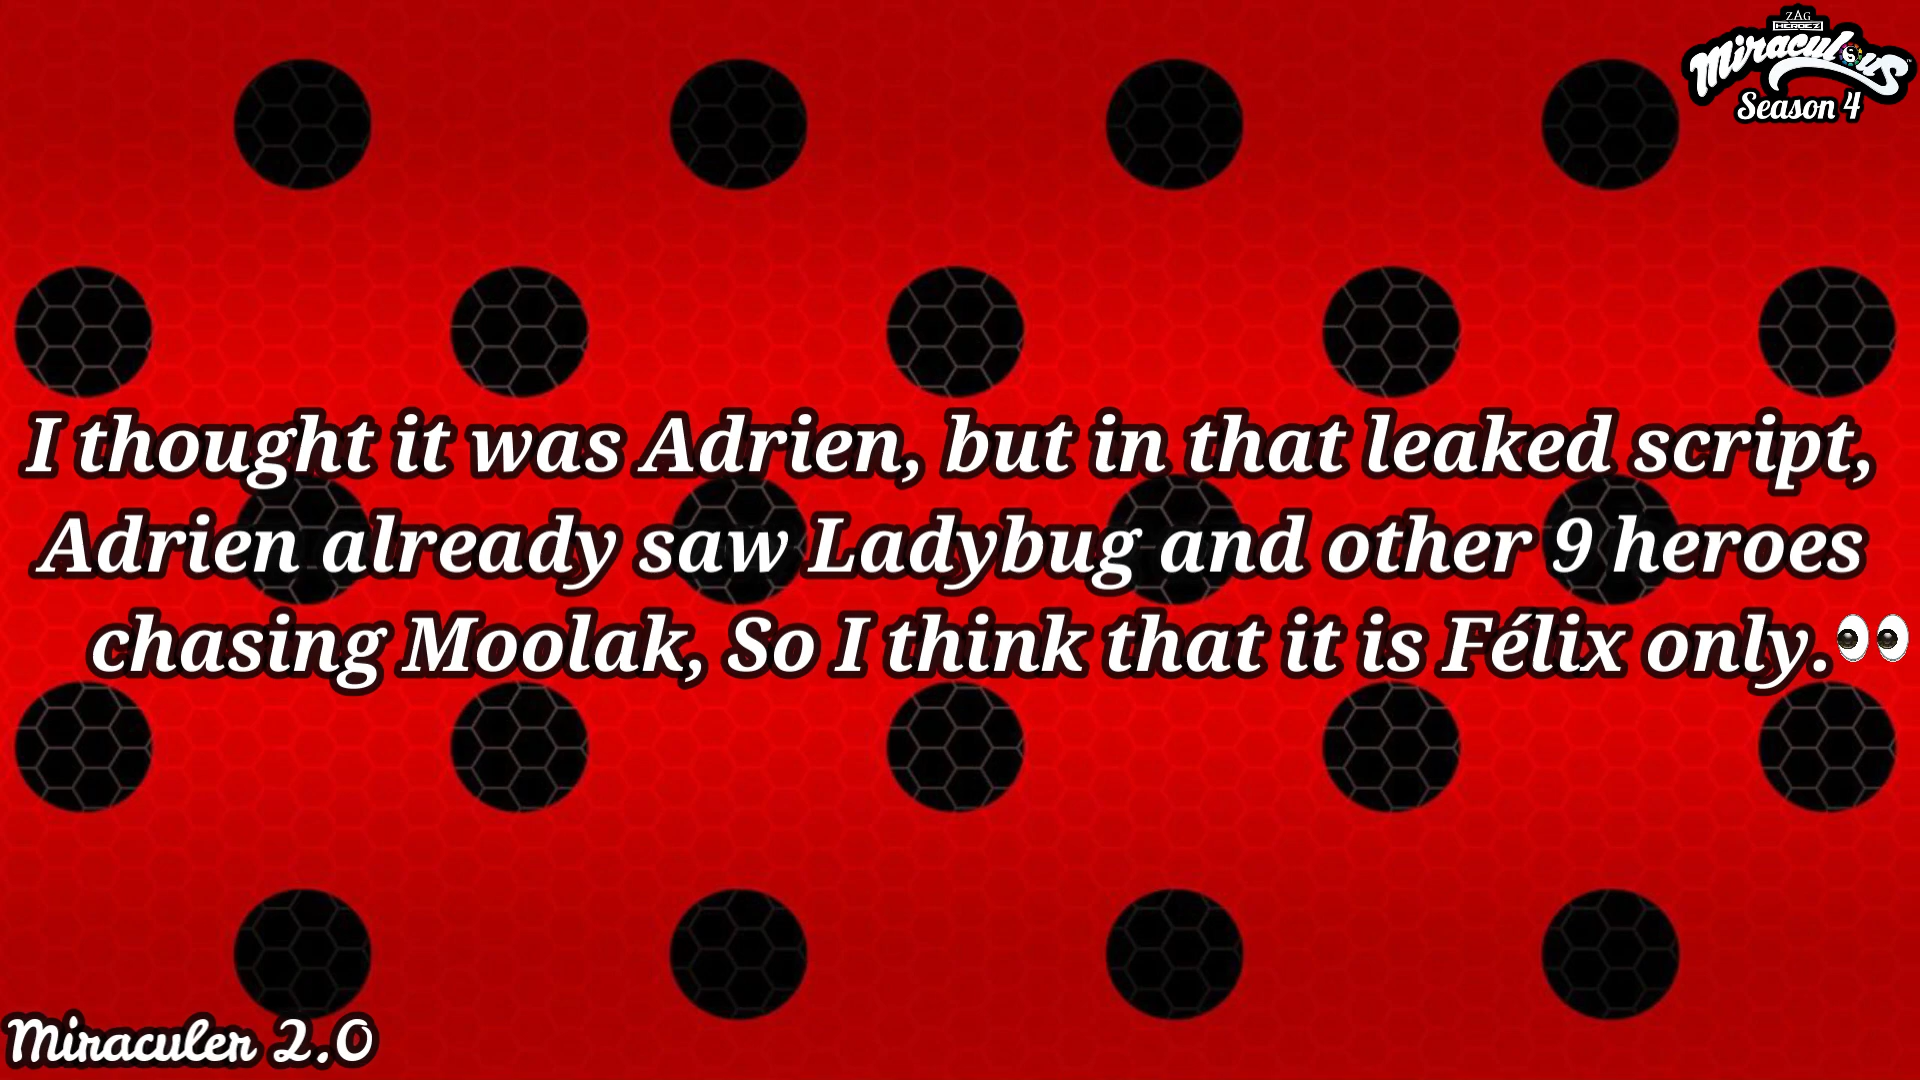 ZAG
HEROEZ
Miraculous
Season 4
I thought it was Adrien, but in that leaked script,
Adrien already saw Ladybug and other 9 heroes
chasing Moolak, So I think that it is Félix only.👀
Miraculer 2.0